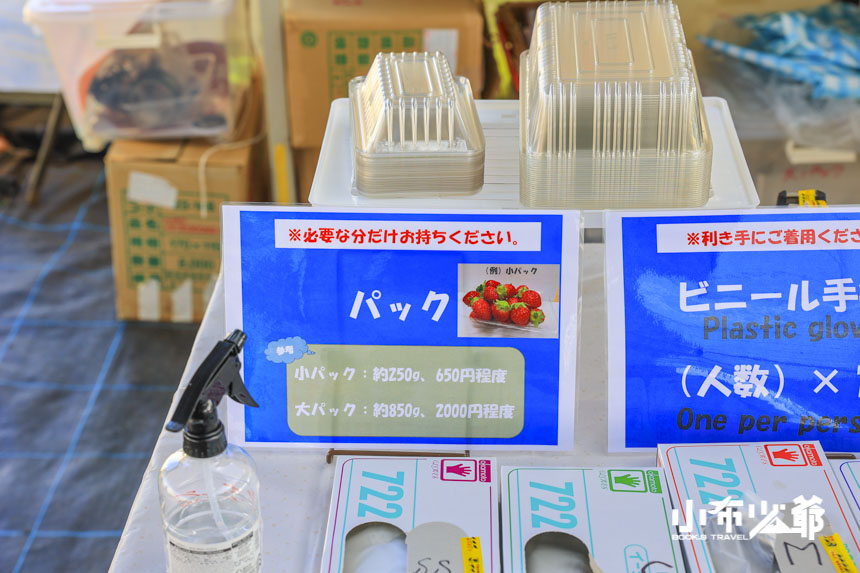 ※必要な分だけお持ちください。
パック
(例)小パック
参考
小パック：約250g、650円程度
大パック：約850g、2000円程度
※利き手にご着用くださ
ビニール手
Plastic glov
（人数）×
One per pers
722
722
722
SS
S
M
小布少爺
BOOK.S TRAVEL